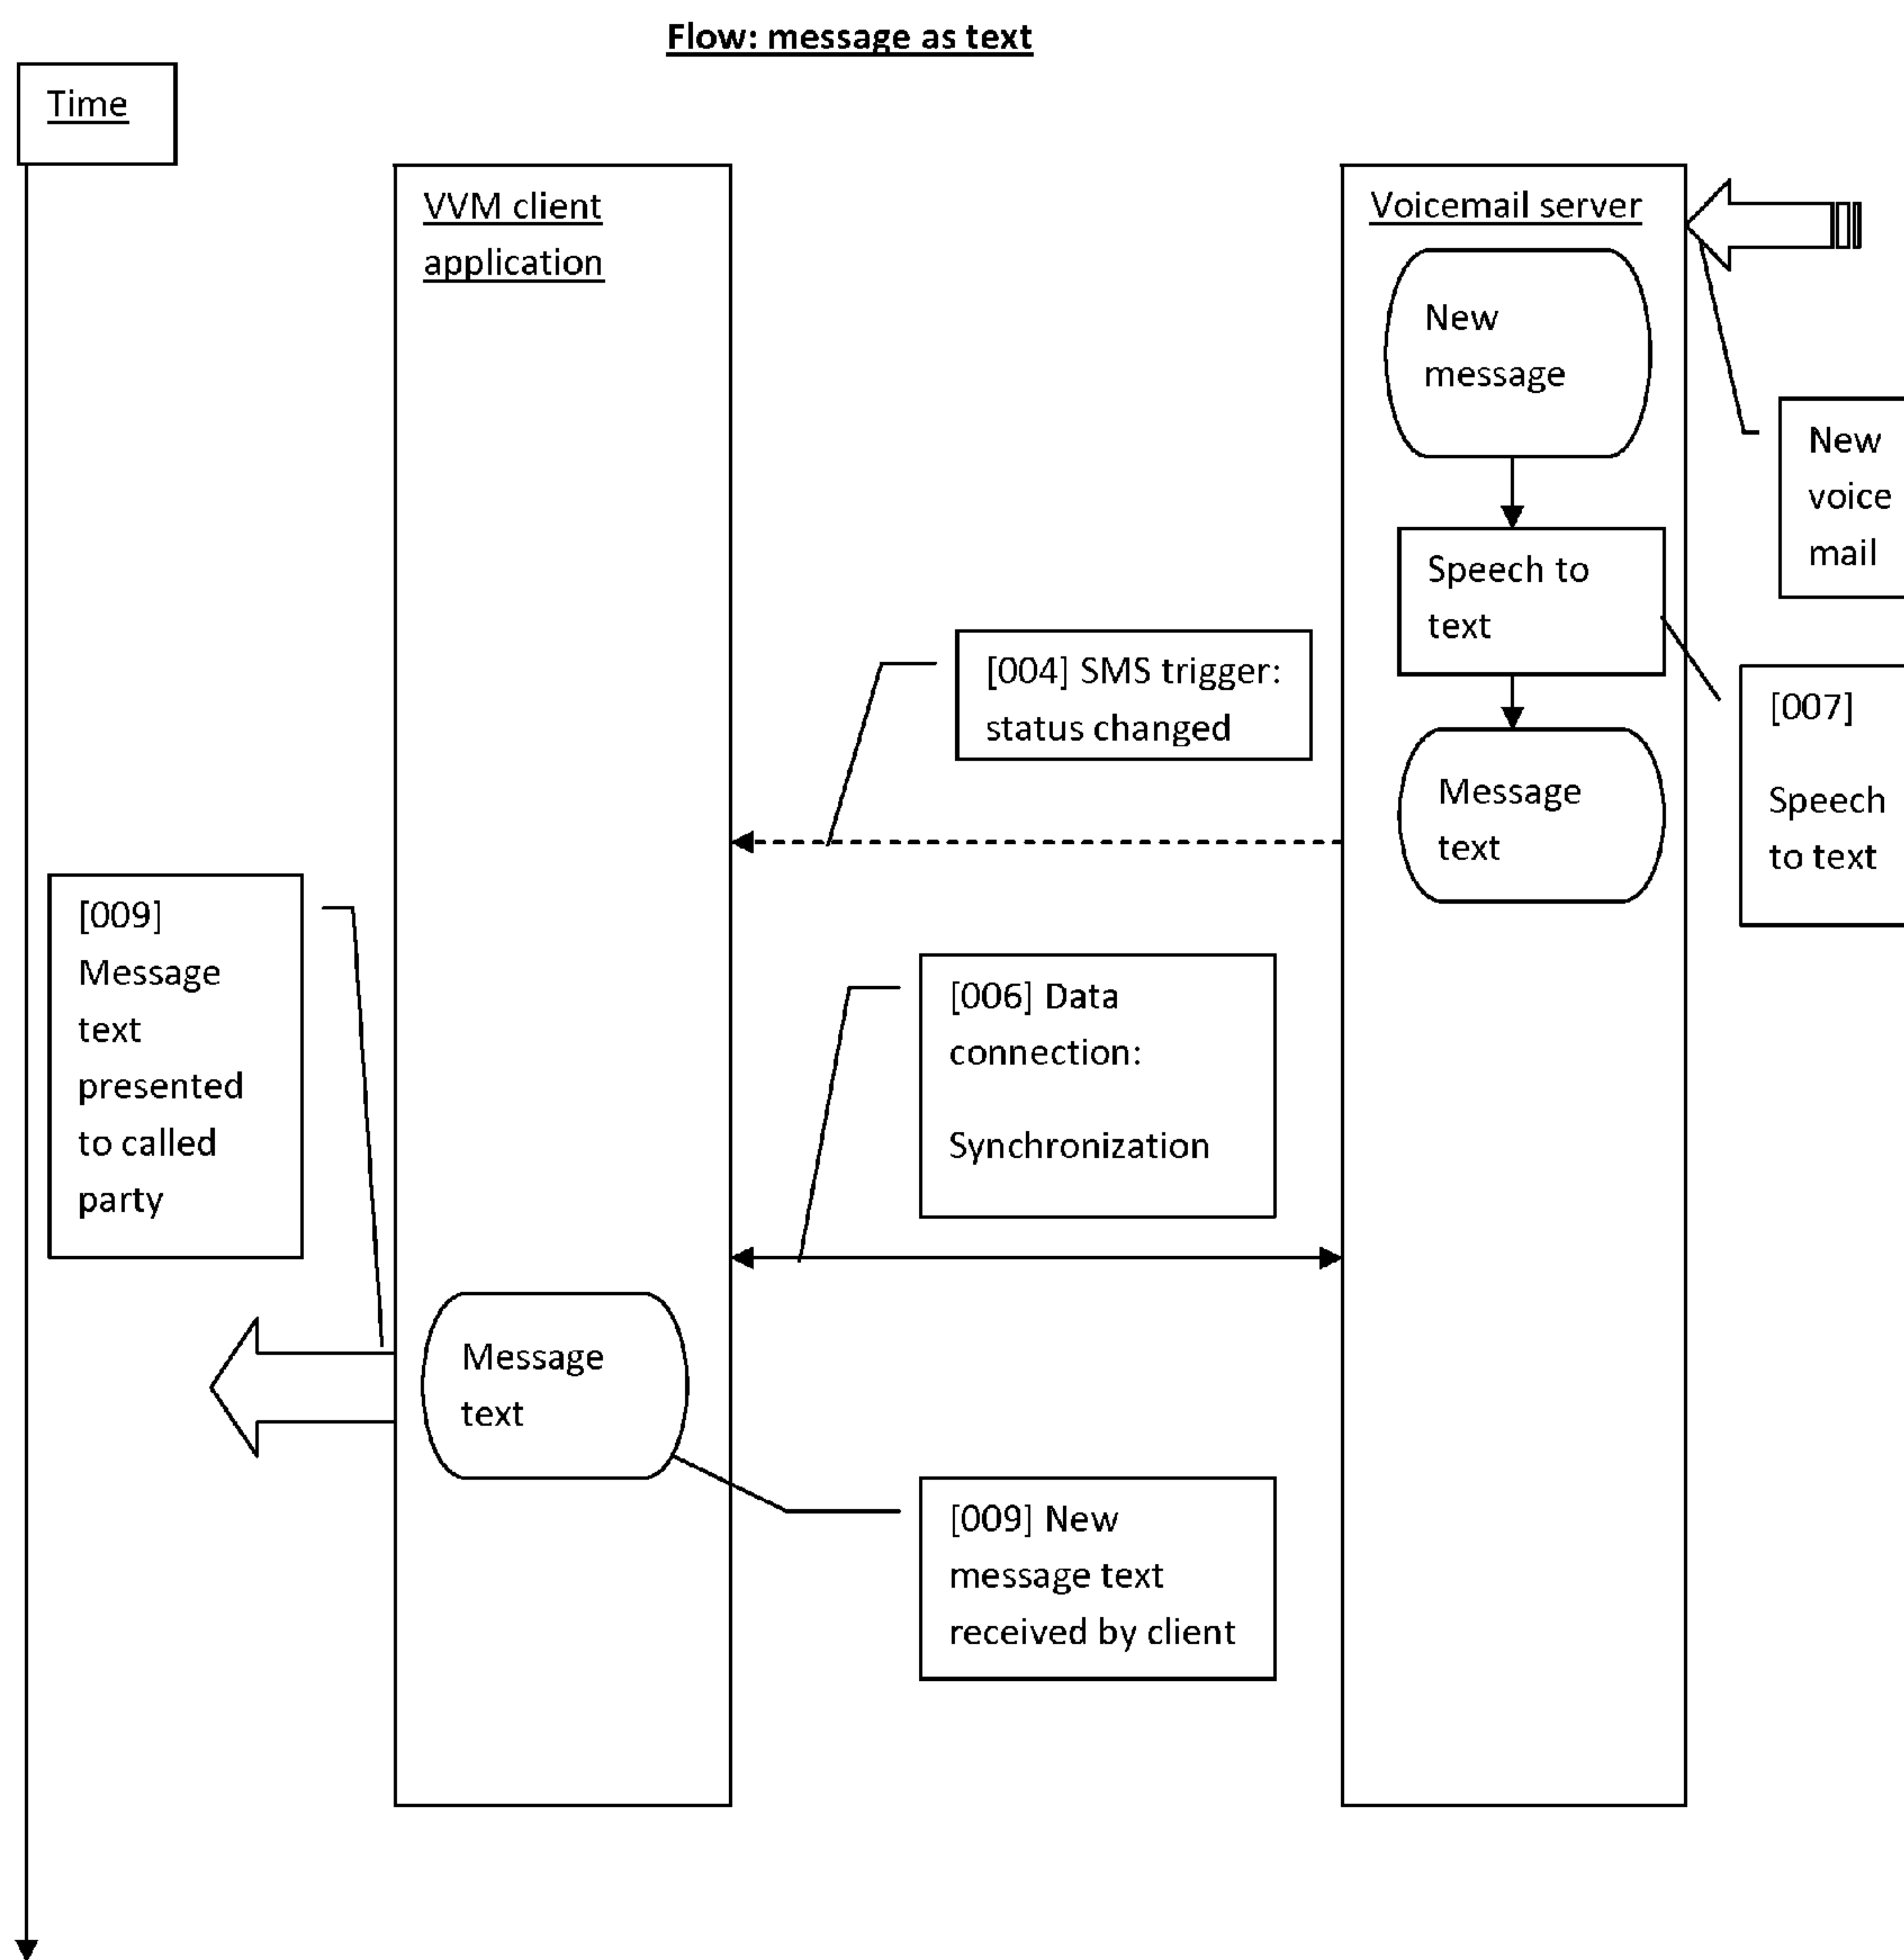 Flow: message as text
Time
VVM client
application
Voicemail server
New
message
New
voice
mail
Speech to
text
[004] SMS trigger:
status changed
[007]
Speech
to text
Message
text
[009]
Message
text
presented
to called
party
[006] Data
connection:
Synchronization
Message
text
[009] New
message text
received by client